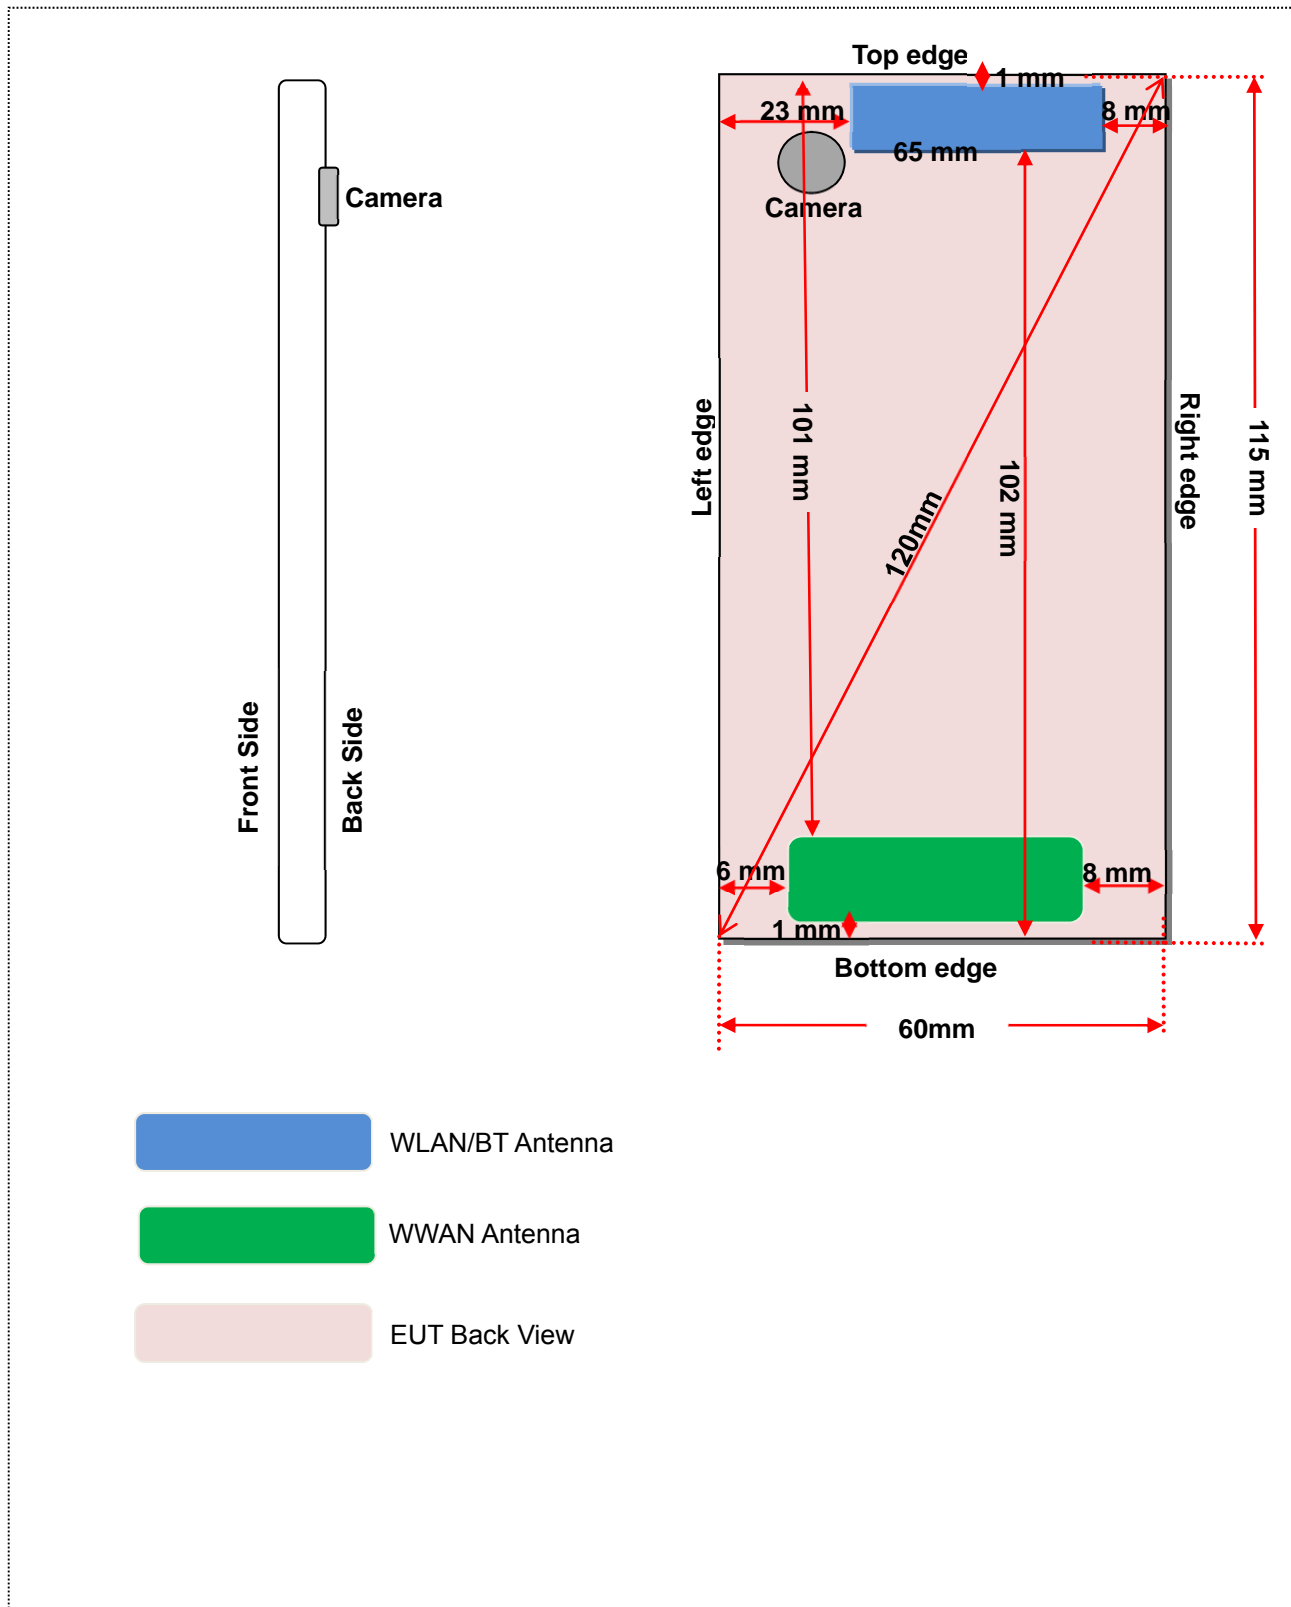 Top edge
1 mm
23 mm
8 mm
65 mm
Camera
Camera
Left edge
101 mm
102 mm
120mm
Right edge
115 mm
Front Side
Back Side
6 mm
8 mm
1 mm
Bottom edge
60mm
WLAN/BT Antenna
WWAN Antenna
EUT Back View